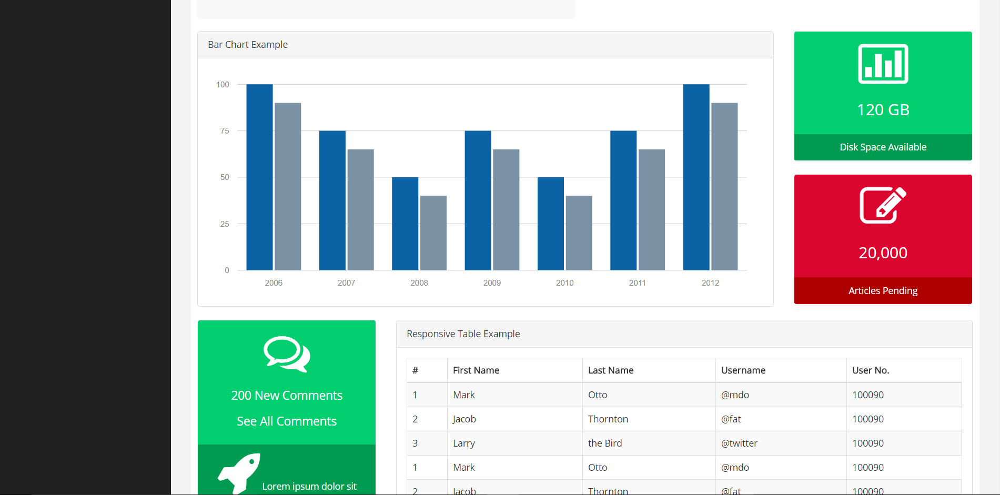 Bar Chart Example
100
75
50
25
0
2006 2007 2008 2009 2010 2011 2012
120 GB
Disk Space Available
20,000
Articles Pending
200 New Comments
See All Comments
Lorem ipsum dolor sit
Responsive Table Example
# First Name Last Name Username User No.
1 Mark Otto @mdo 100090
2 Jacob Thornton @fat 100090
3 Larry the Bird @twitter 100090
1 Mark Otto @mdo 100090
2 Jacob Thornton @fat 100090